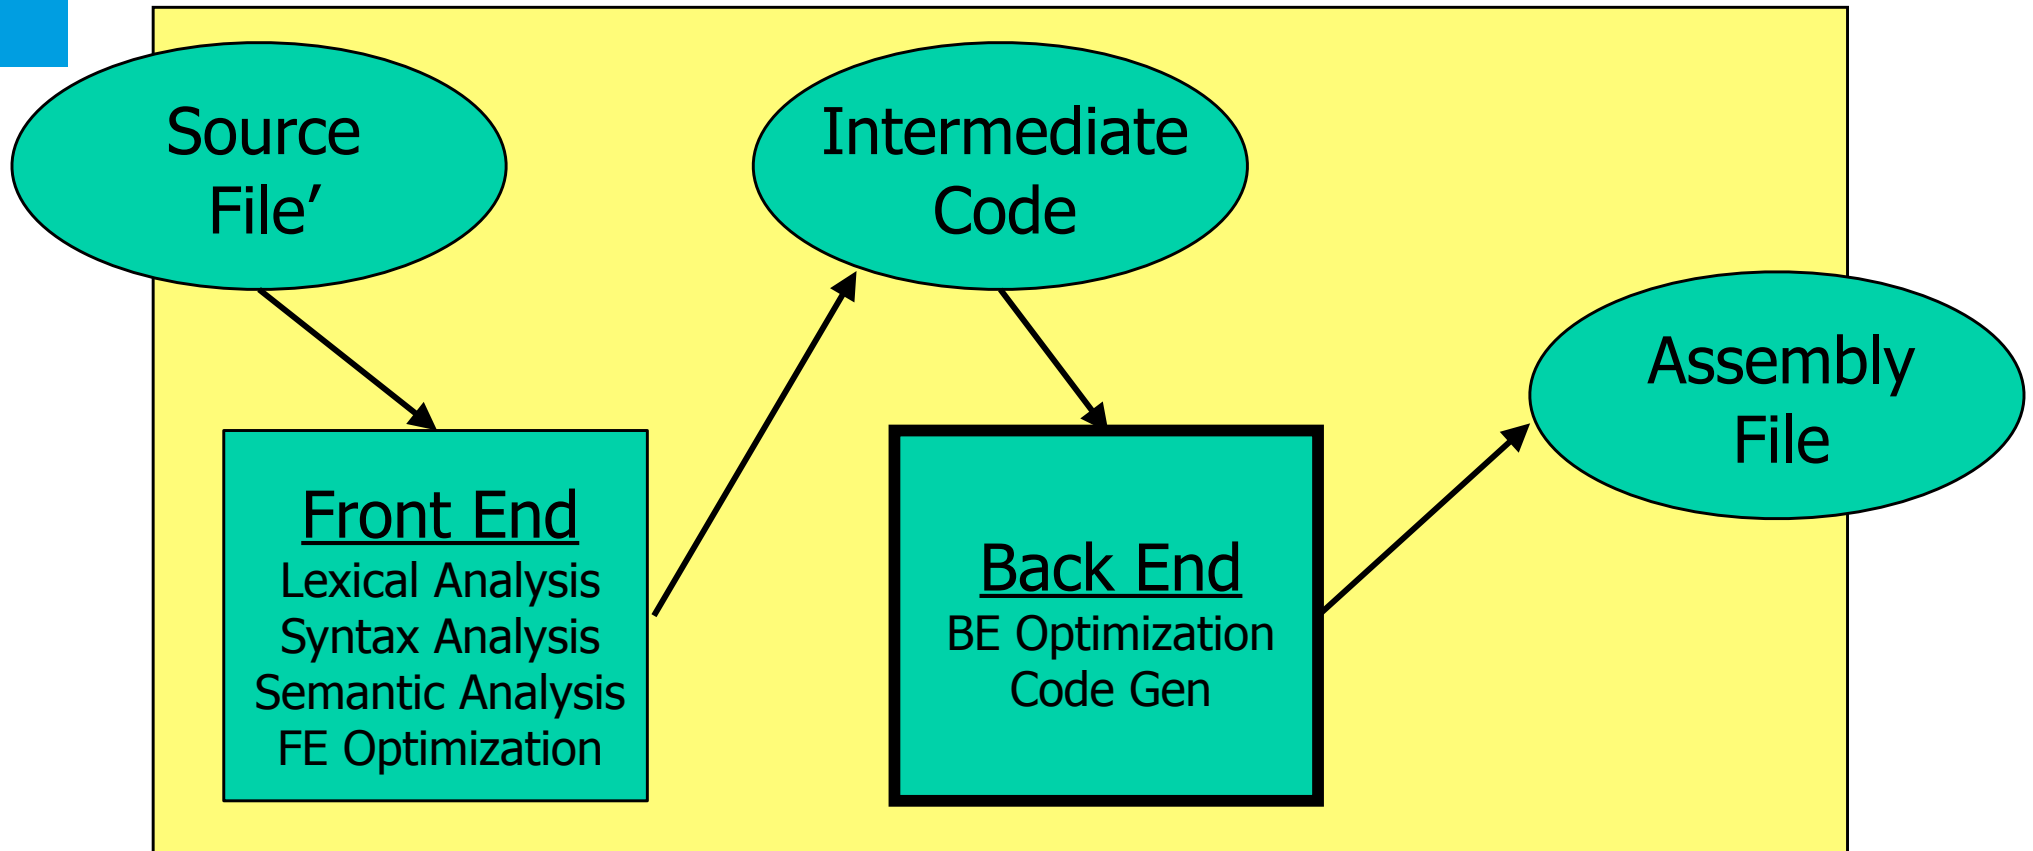 Source
File’
Intermediate
Code
Assembly
File
Front End
Lexical Analysis
Syntax Analysis
Semantic Analysis
FE Optimization
Back End
BE Optimization
Code Gen